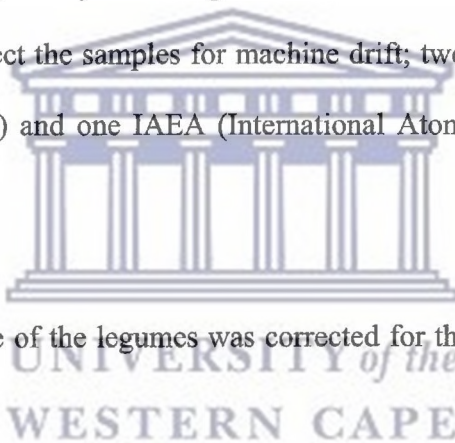 ect the samples for machine drift; two
) and one IAEA (International Atom
e of the legumes was corrected for th
UNIVERSITY of the
WESTERN CAPE